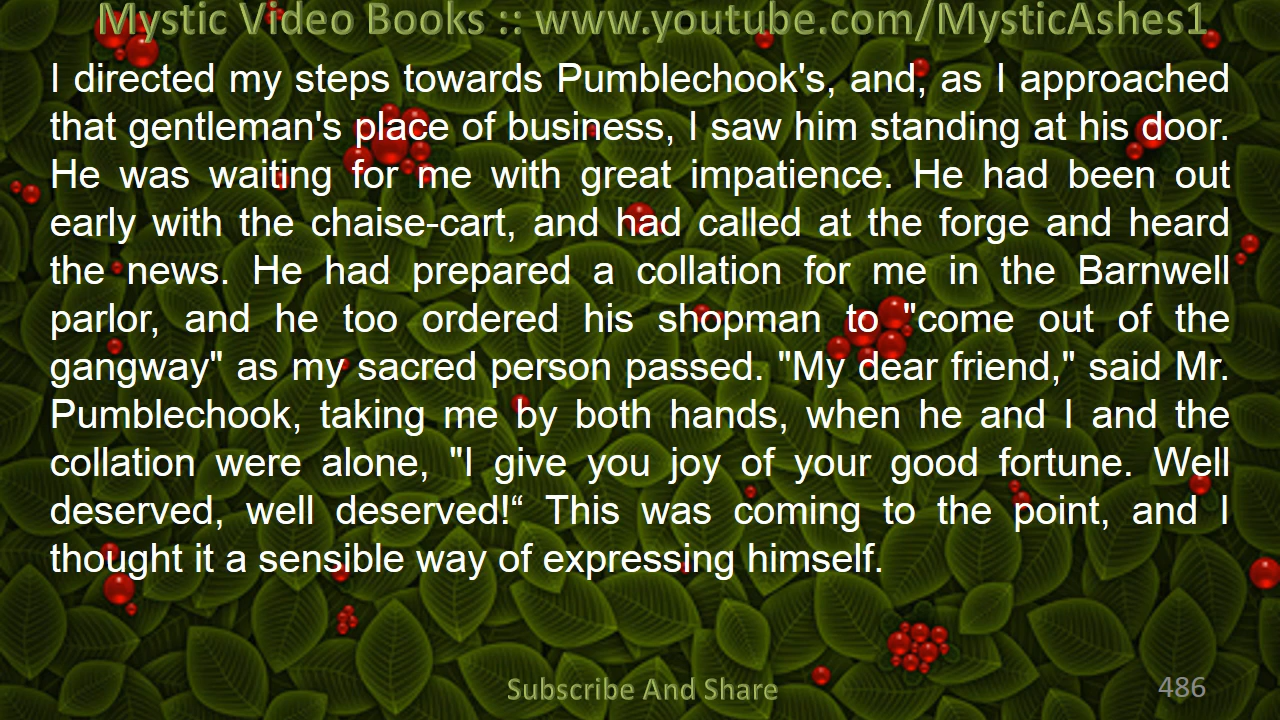 Mystic Video Books :: www.youtube.com/MysticAshes1
I directed my steps towards Pumblechook's, and, as I approached
that gentleman's place of business, I saw him standing at his door.
He was waiting for me with great impatience. He had been out
early with the chaise-cart, and had called at the forge and heard
the news. He had prepared a collation for me in the Barnwell
parlor, and he too ordered his shopman to "come out of the
gangway" as my sacred person passed. "My dear friend," said Mr.
Pumblechook, taking me by both hands, when he and I and the
collation were alone, "I give you joy of your good fortune. Well
deserved, well deserved!“ This was coming to the point, and I
thought it a sensible way of expressing himself.
Subscribe And Share
486